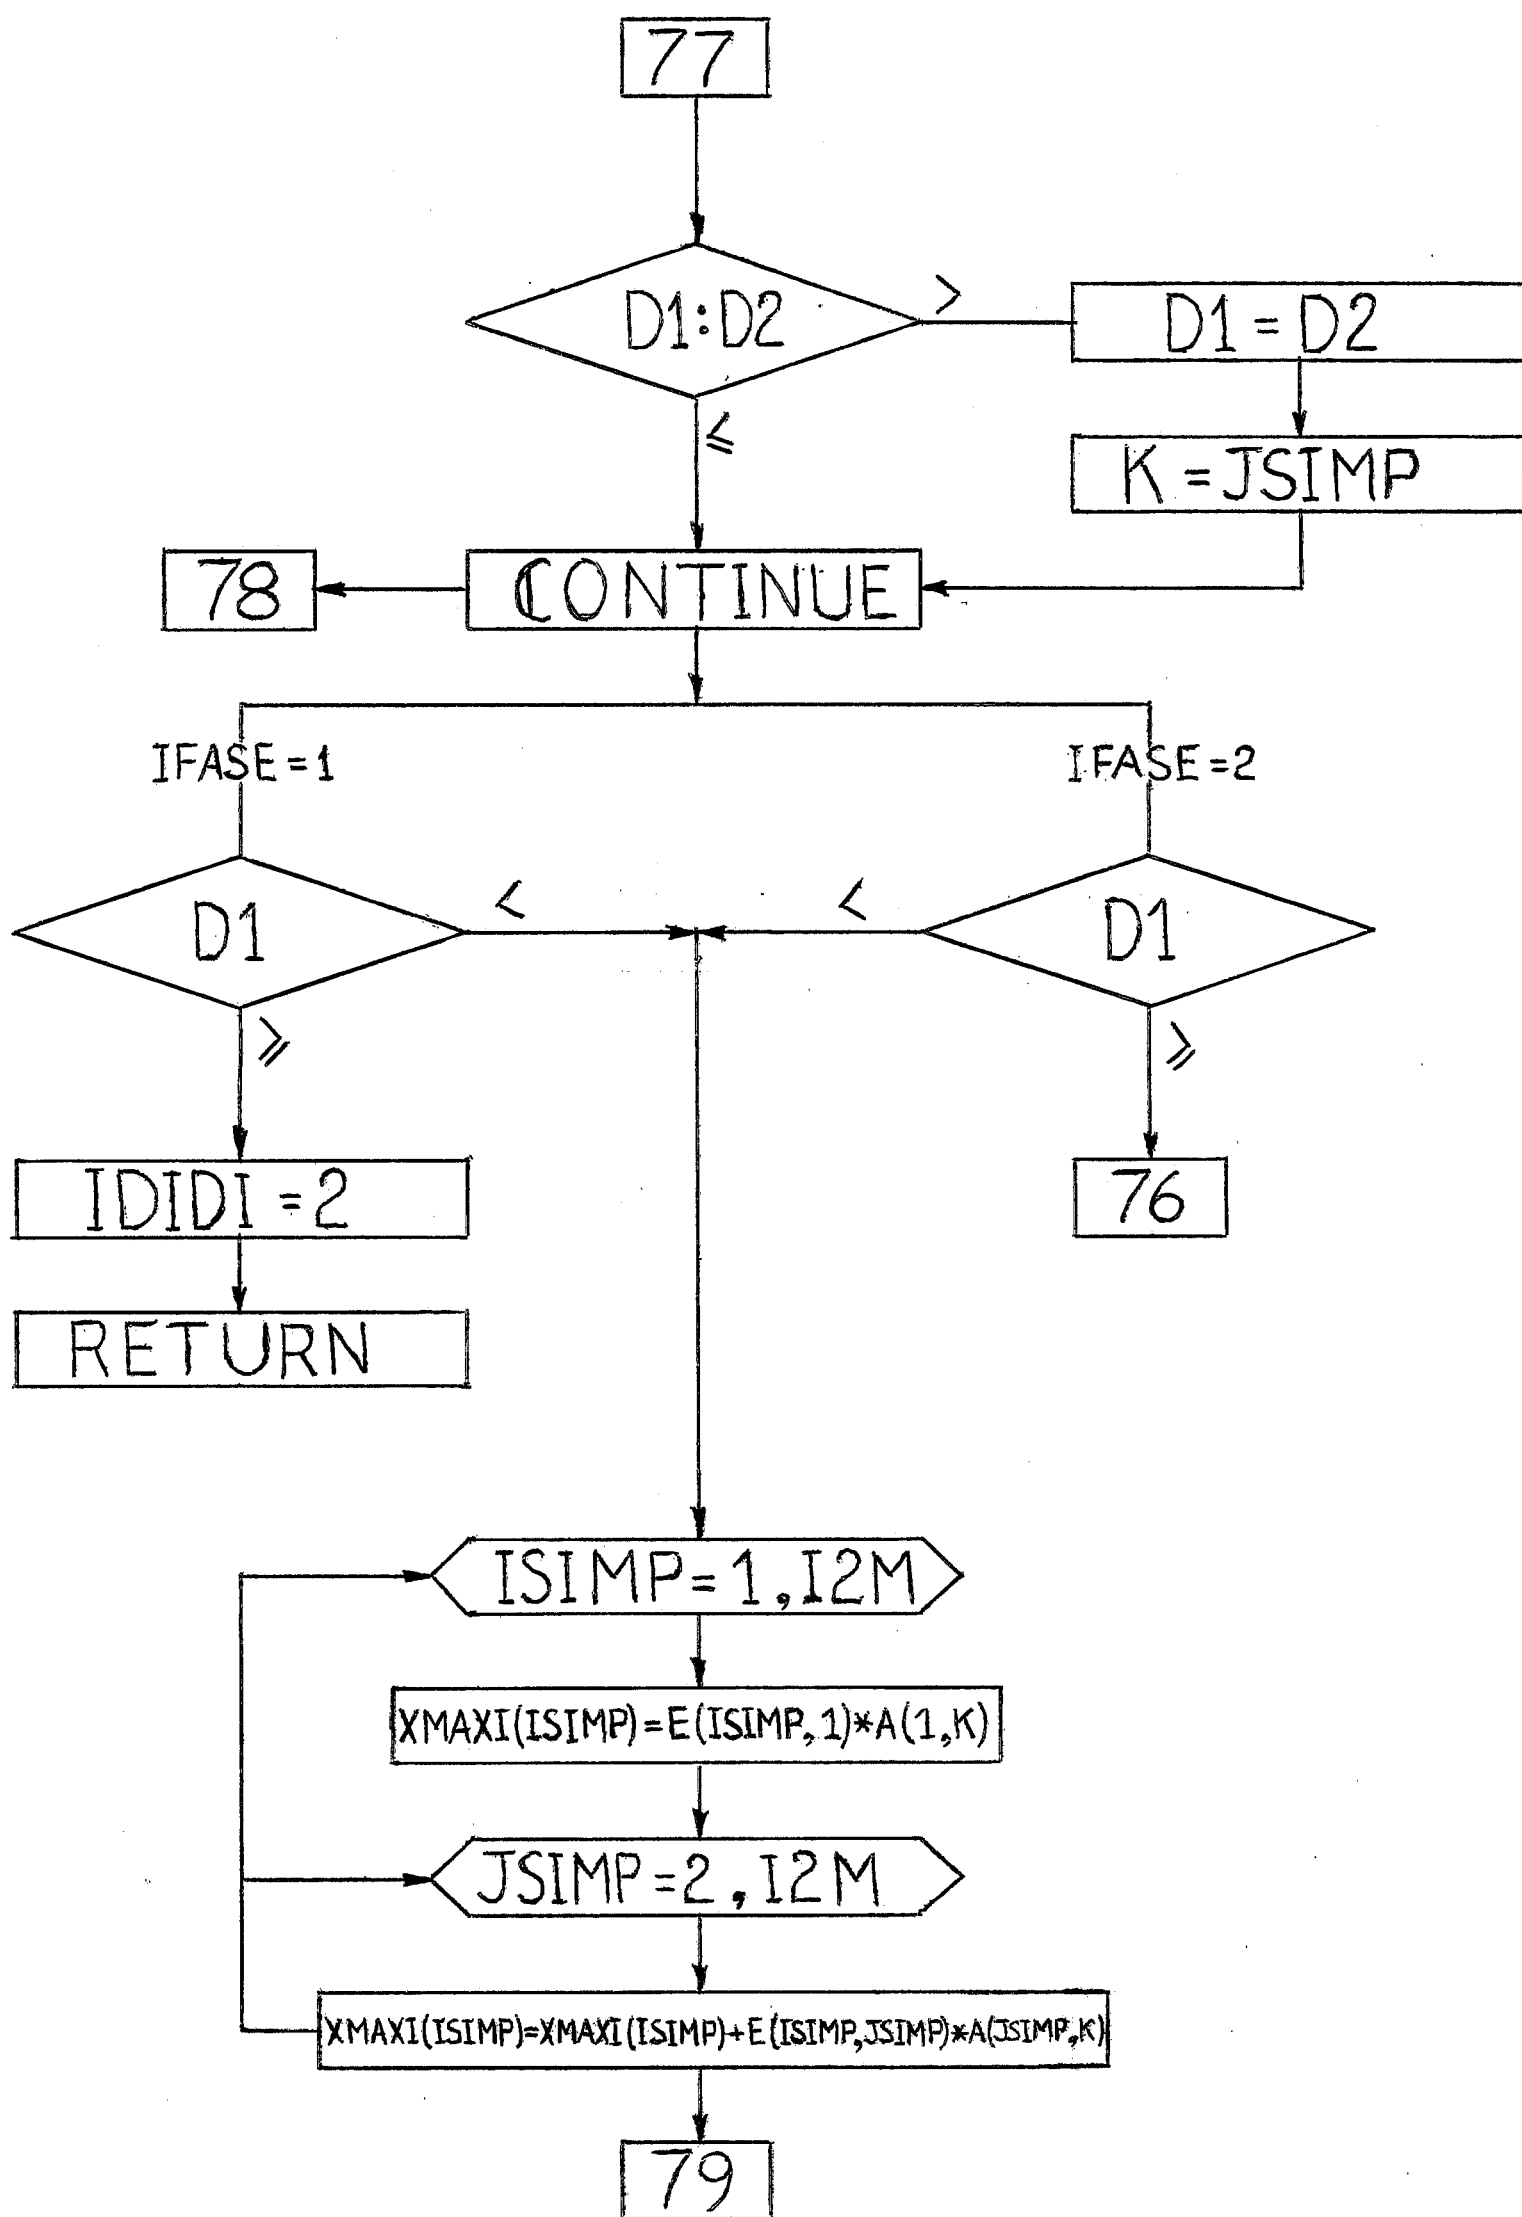 77
D1:D2
>
D1=D2
≤
K=JSIMP
78
CONTINUE
IFASE=1
IFASE=2
D1
<
<
D1
≥
≥
IDIDI=2
76
RETURN
ISIMP=1,I2M
XMAXI(ISIMP)=E(ISIMP,1)*A(1,K)
JSIMP=2,I2M
XMAXI(ISIMP)=XMAXI(ISIMP)+E(ISIMP,JSIMP)*A(JSIMP,K)
79